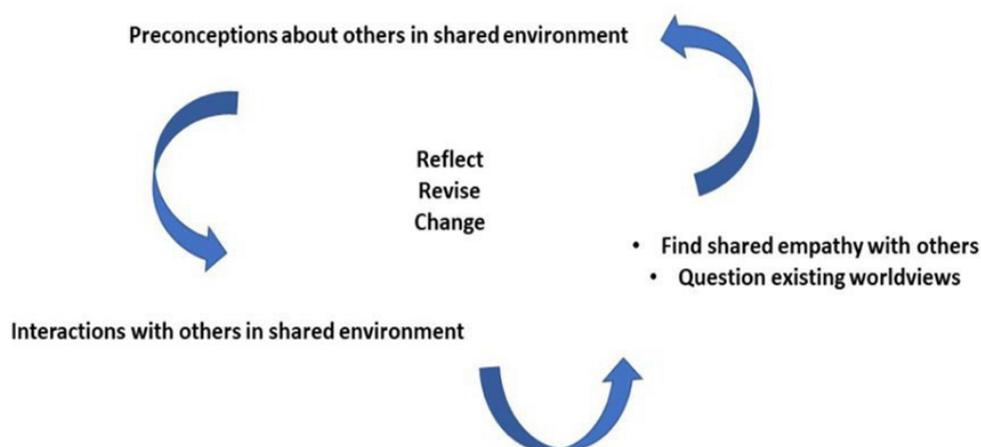 Preconceptions about others in shared environment
Reflect
Revise
Change
• Find shared empathy with others
• Question existing worldviews
Interactions with others in shared environment